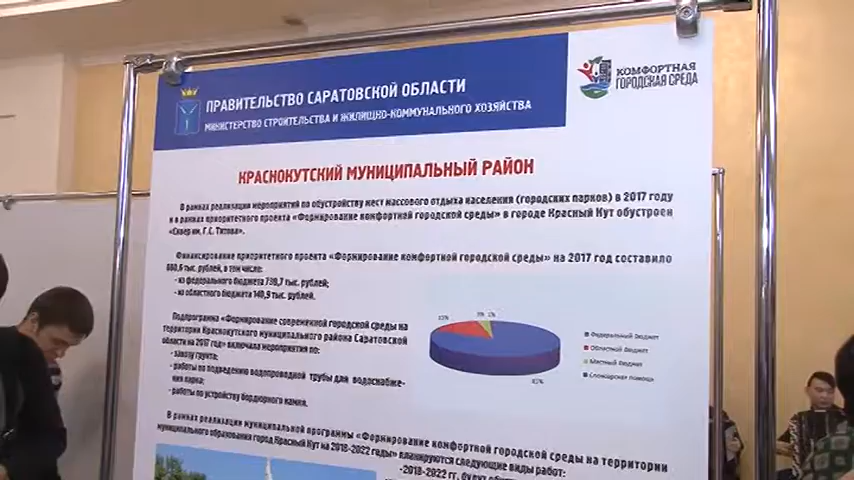 ПРАВИТЕЛЬСТВО САРАТОВСКОЙ ОБЛАСТИ
МИНИСТЕРСТВО СТРОИТЕЛЬСТВА И ЖИЛИЩНО-КОММУНАЛЬНОГО ХОЗЯЙСТВА
КОМФОРТНАЯ
ГОРОДСКАЯ СРЕДА
КРАСНОКУТСКИЙ МУНИЦИПАЛЬНЫЙ РАЙОН
В рамках реализации мероприятий по обустройству мест массового отдыха населения (городских парков) в 2017 году
и в рамках приоритетного проекта «Формирование комфортной городской среды» в городе Красный Кут обустроен
«Сквер им. Г.С. Титова».
Финансирование приоритетного проекта «Формирование комфортной городской среды» на 2017 год составило
тыс. рублей, в том числе:
- из федерального бюджета 739,7 тыс. рублей;
- из областного бюджета 140,9 тыс. рублей.
Подпрограмма «Формирование современной городской среды на
территории Краснокутского муниципального района Саратовской
области на 2017 год» включала мероприятия по:
- завозу грунта;
- работы по подведению водопроводной трубы для водоснабже-
ния парка;
- работы по устройству бордюрного камня.
Федеральный бюджет
Областной бюджет
Местный бюджет
Спонсорская помощь
В рамках реализации муниципальной программы «Формирование комфортной городской среды на территории
муниципального образования город Красный Кут на 2018-2022 годы» планируются следующие виды работ:
-2018-2022 гг. будут